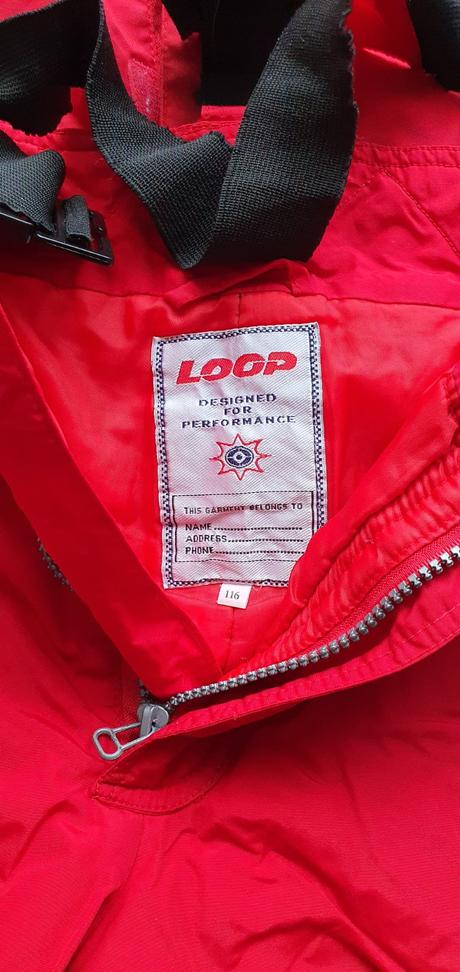 LOOP
DESIGNED
FOR
PERFORMANCE
THIS GARMENT BELONGS TO
NAME
ADDRESS
PHONE
116